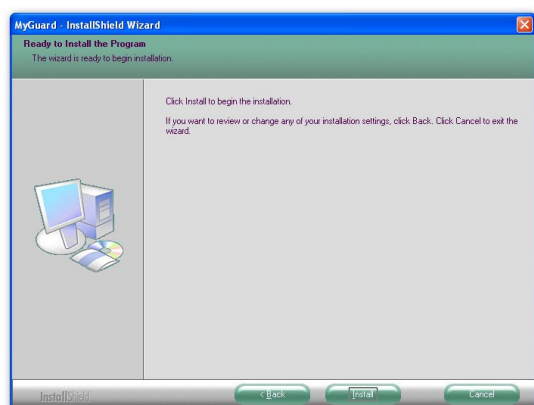 MyGuard - InstallShield Wizard
Ready to Install the Program
The wizard is ready to begin installation.
Click Install to begin the installation.
If you want to review or change any of your installation settings, click Back. Click Cancel to exit the
wizard.
InstallShield
< Back
Install
Cancel